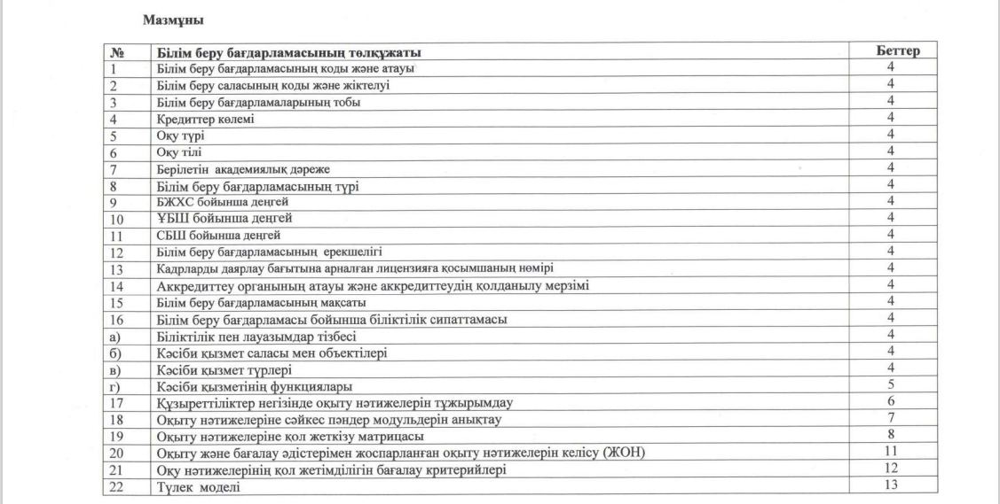 Мазмұны
№ Білім беру бағдарламасының төлқұжаты Беттер
1 Білім беру бағдарламасының коды және атауы 4
2 Білім беру саласының коды және жіктелуі 4
3 Білім беру бағдарламаларының тобы 4
4 Кредиттер көлемі 4
5 Оқу түрі 4
6 Оқу тілі 4
7 Берілетін академиялық дәреже 4
8 Білім беру бағдарламасының түрі 4
9 БЖХС бойынша деңгей 4
10 ҰБШ бойынша деңгей 4
11 СБШ бойынша деңгей 4
12 Білім беру бағдарламасының ерекшелігі 4
13 Кадрларды даярлау бағытына арналған лицензияға қосымшаның нөмірі 4
14 Аккредиттеу органының атауы және аккредиттеудің қолданылу мерзімі 4
15 Білім беру бағдарламасының мақсаты 4
16 Білім беру бағдарламасы бойынша біліктілік сипаттамасы 4
а) Біліктілік пен лауазымдар тізбесі 4
б) Кәсіби қызмет саласы мен объектілері 4
в) Кәсіби қызмет түрлері 4
г) Кәсіби қызметінің функциялары 5
17 Құзыреттіліктер негізінде оқыту нәтижелерін тұжырымдау 6
18 Оқыту нәтижелеріне сәйкес пәндер модульдерін анықтау 7
19 Оқыту нәтижелеріне қол жеткізу матрицасы 8
20 Оқыту және бағалау әдістерімен жоспарланған оқыту нәтижелерін келісу (ЖОН) 11
21 Оқу нәтижелерінің қол жетімділігін бағалау критерийлері 12
22 Түлек моделі 13